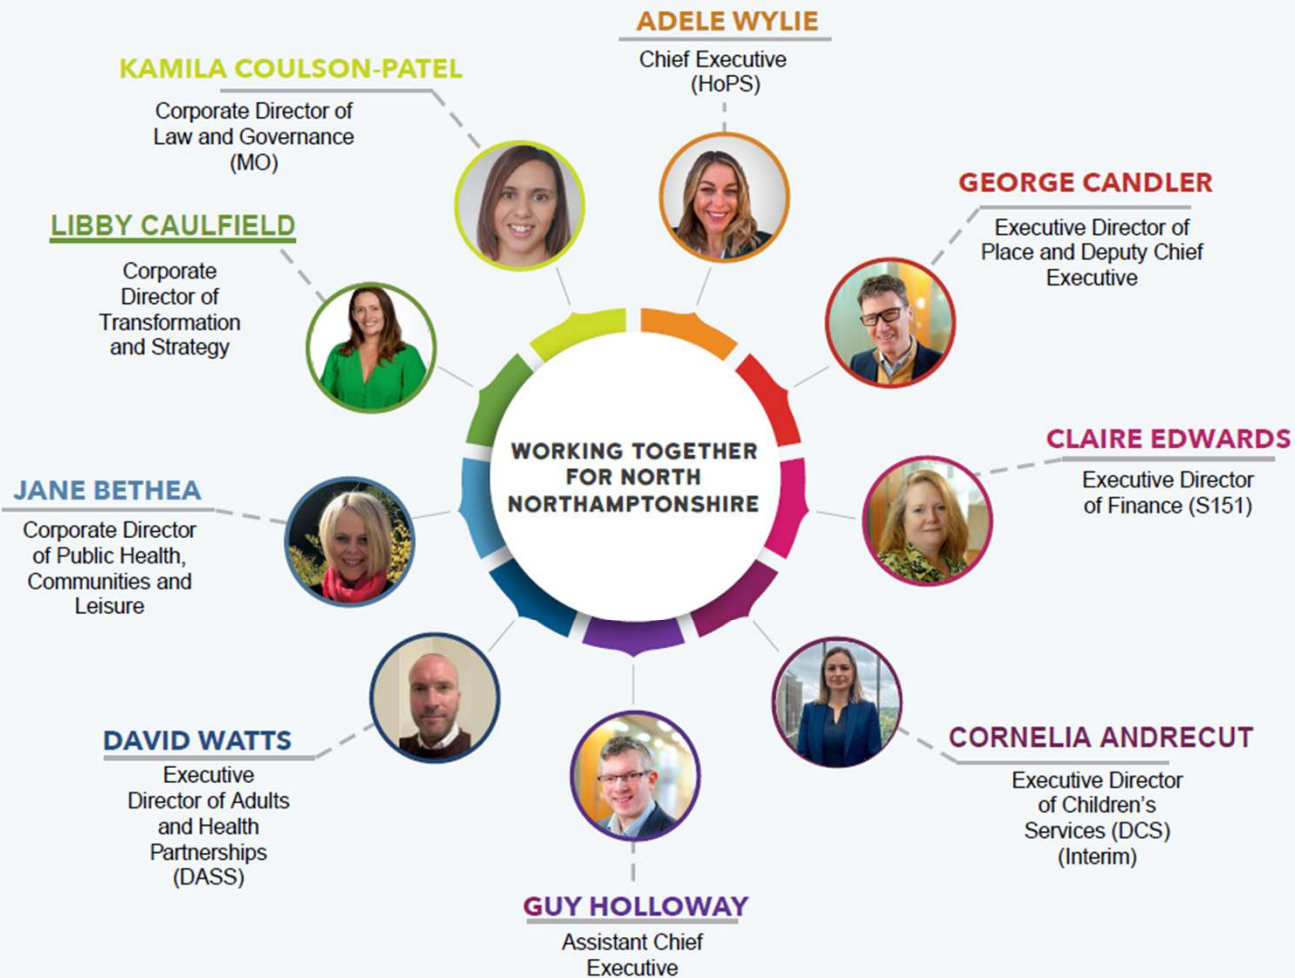 ADELE WYLIE
Chief Executive
(HoPS)
KAMILA COULSON-PATEL
Corporate Director of
Law and Governance
(MO)
GEORGE CANDLER
Executive Director of
Place and Deputy Chief
Executive
LIBBY CAULFIELD
Corporate
Director of
Transformation
and Strategy
WORKING TOGETHER
FOR NORTH
NORTHAMPTONSHIRE
CLAIRE EDWARDS
Executive Director
of Finance (S151)
JANE BETHEA
Corporate Director
of Public Health,
Communities and
Leisure
DAVID WATTS
Executive
Director of Adults
and Health
Partnerships
(DASS)
CORNELIA ANDRECUT
Executive Director
of Children’s
Services (DCS)
(Interim)
GUY HOLLOWAY
Assistant Chief
Executive